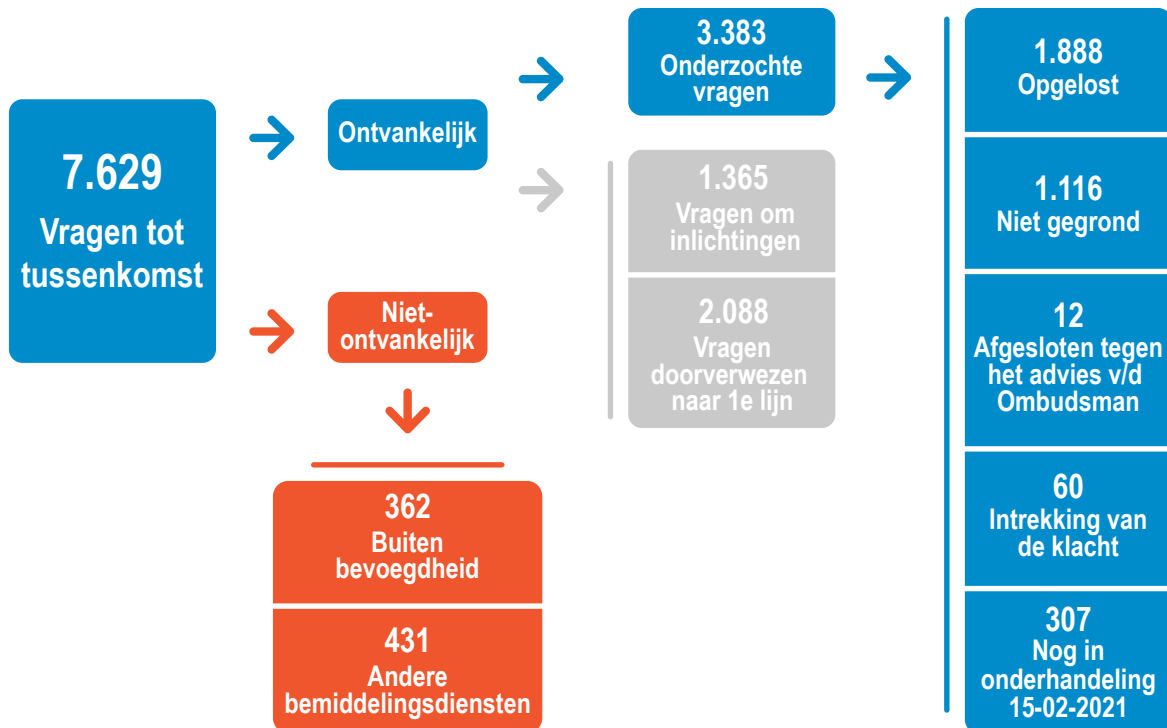 7.629
Vragen tot
tussenkomst
Ontvankelijk
Niet-
ontvankelijk
3.383
Onderzochte
vragen
1.365
Vragen om
inlichtingen
2.088
Vragen
doorverwezen
naar 1e lijn
362
Buiten
bevoegdheid
431
Andere
bemiddelingsdiensten
1.888
Opgelost
1.116
Niet gegrond
12
Afgesloten tegen
het advies v/d
Ombudsman
60
Intrekking van
de klacht
307
Nog in
onderhandeling
15-02-2021